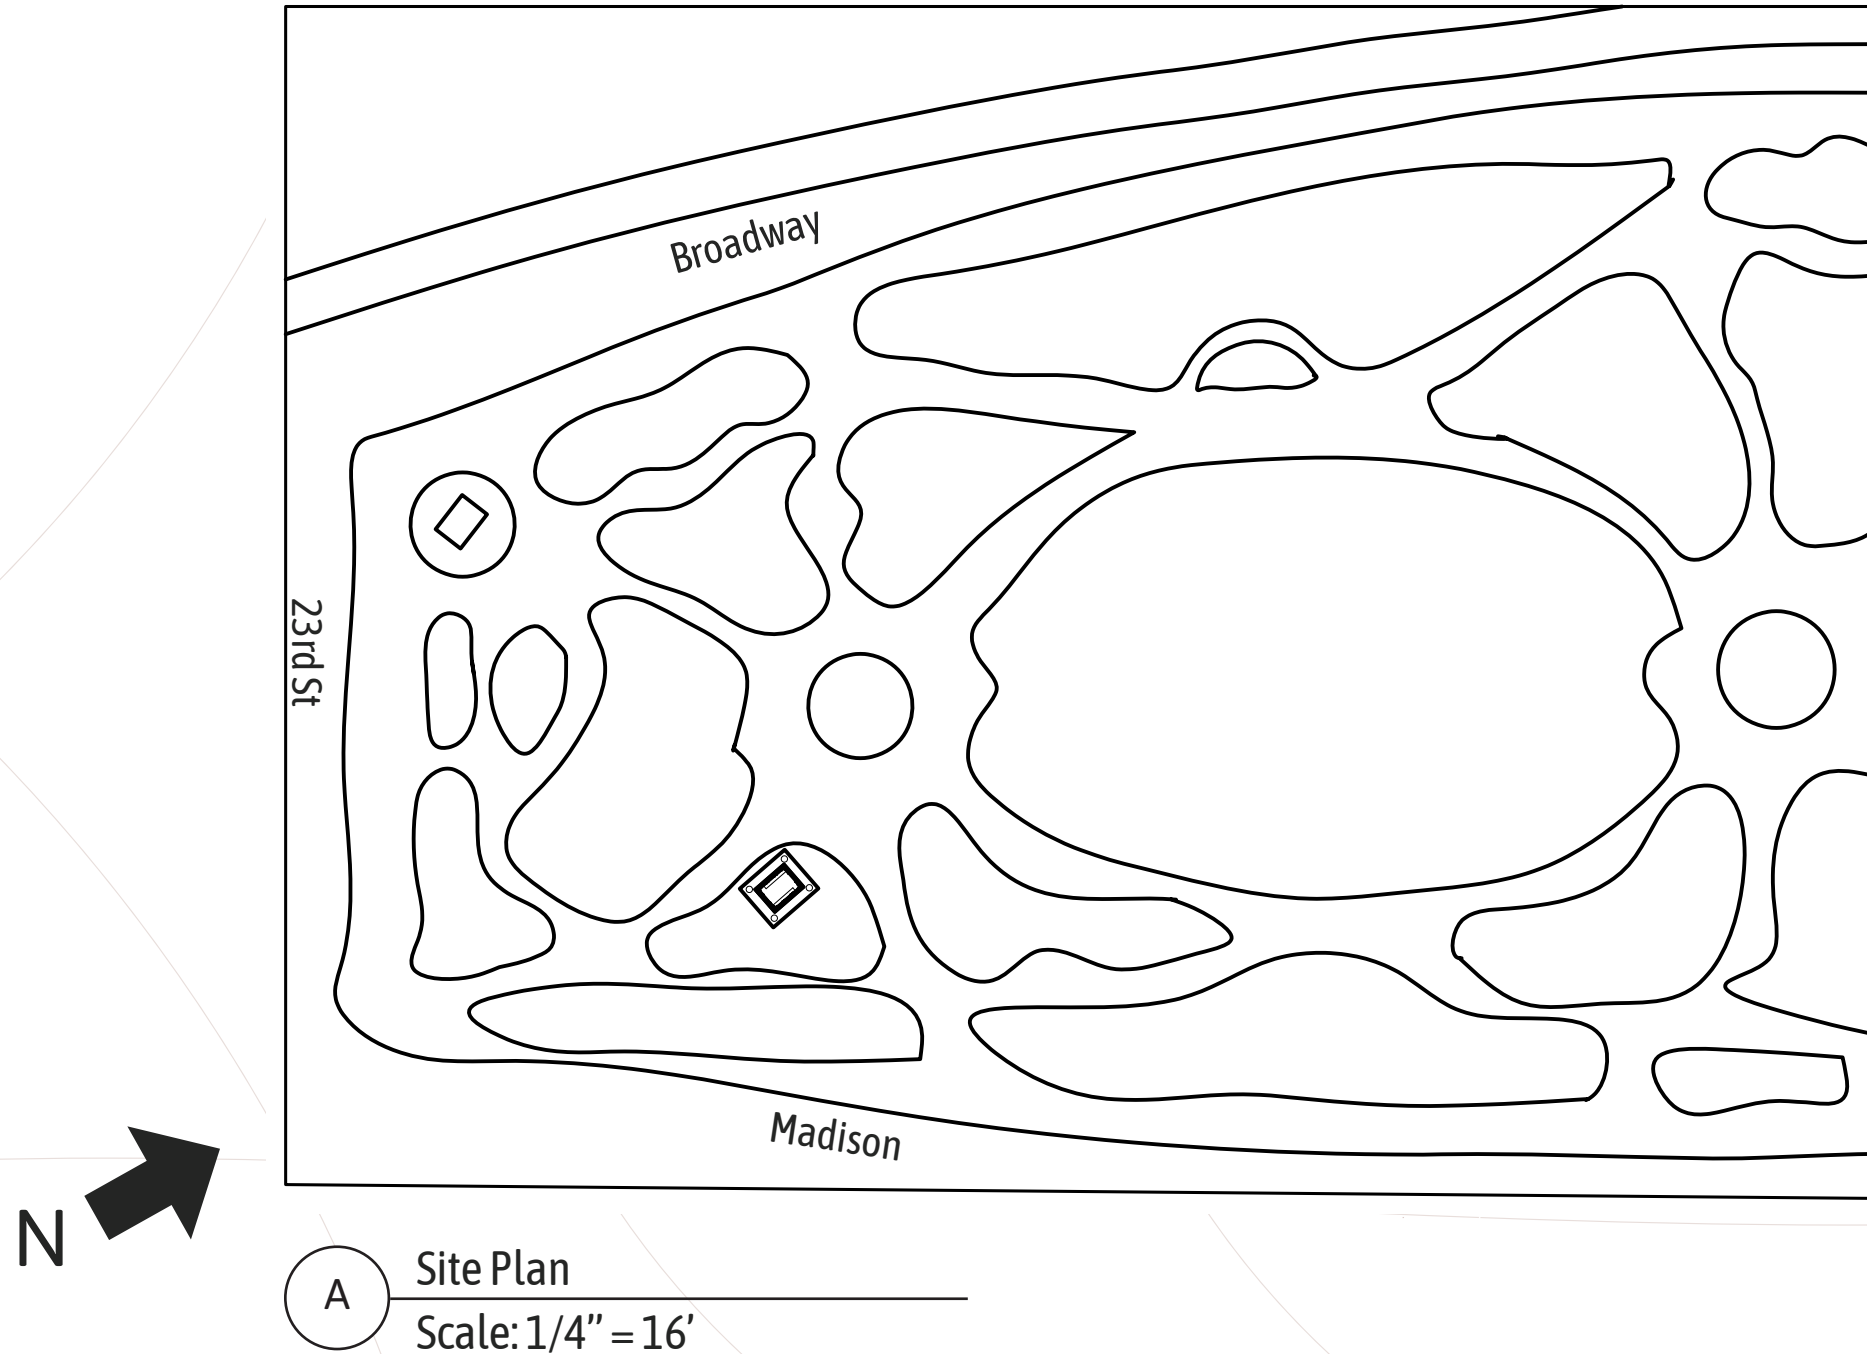 Broadway
23rd St
Madison
N
A
Site Plan
Scale: 1/4” = 16’